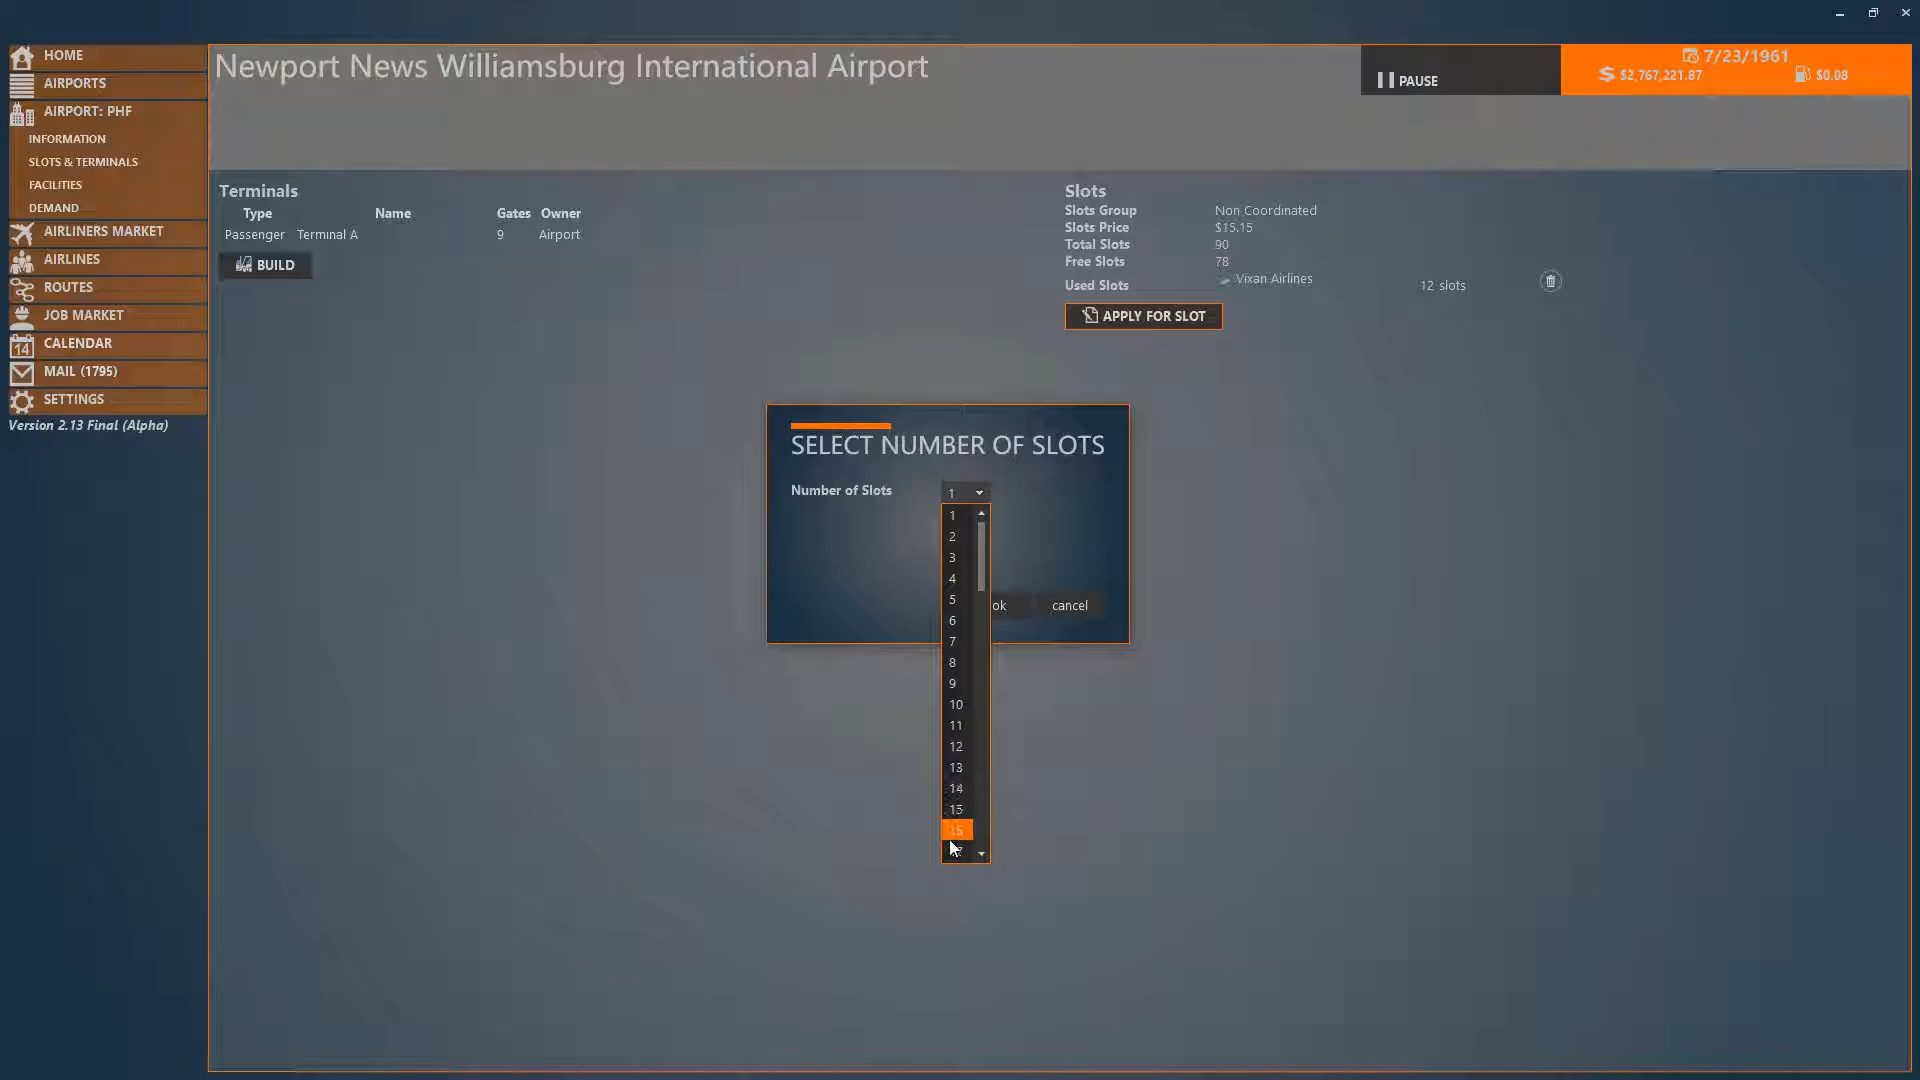 HOME
AIRPORTS
AIRPORT: PHF
INFORMATION
SLOTS & TERMINALS
FACILITIES
DEMAND
AIRLINERS MARKET
AIRLINES
ROUTES
JOB MARKET
14 CALENDAR
MAIL (1795)
SETTINGS
Version 2.13 Final (Alpha)
Newport News Williamsburg International Airport
PAUSE
7/23/1961
$2,767,221.87 $0.08
Terminals
Type Name Gates Owner
Passenger Terminal A 9 Airport
BUILD
Slots
Slots Group Non Coordinated
Slots Price $15.15
Total Slots 90
Free Slots 78
Used Slots Vixan Airlines 12 slots
APPLY FOR SLOT
SELECT NUMBER OF SLOTS
Number of Slots 1
1
2
3
4
5
6
7
8
9
10
11
12
13
14
15
16
ok cancel